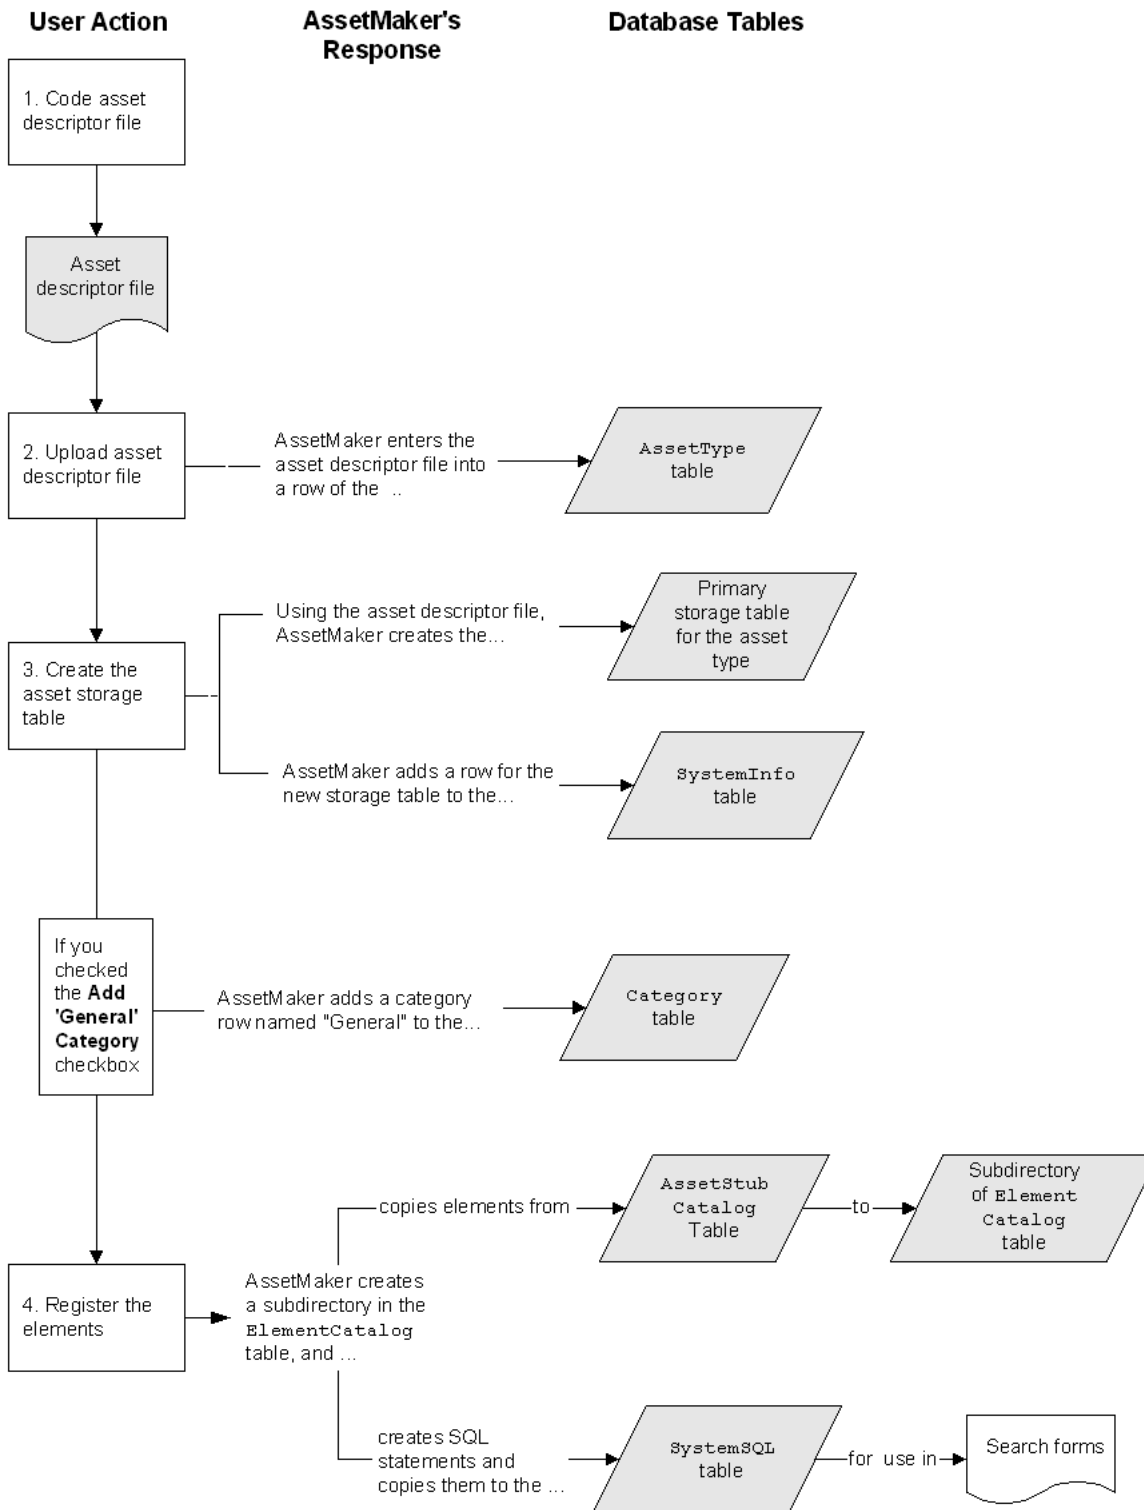 User Action
AssetMaker's
Response
Database Tables
1. Code asset
descriptor file
Asset
descriptor file
2. Upload asset
descriptor file
AssetMaker enters the
asset descriptor file into
a row of the ..
AssetType
table
3. Create the
asset storage
table
Using the asset descriptor file,
AssetMaker creates the...
Primary
storage table
for the asset
type
AssetMaker adds a row for the
new storage table to the...
SystemInfo
table
If you
checked
the Add
'General'
Category
checkbox
AssetMaker adds a category
row named "General" to the...
Category
table
4. Register the
elements
AssetMaker creates
a subdirectory in the
ElementCatalog
table, and ...
copies elements from
AssetStub
Catalog
Table
to
Subdirectory
of Element
Catalog
table
creates SQL
statements and
copies them to the ...
SystemSQL
table
for use in
Search forms